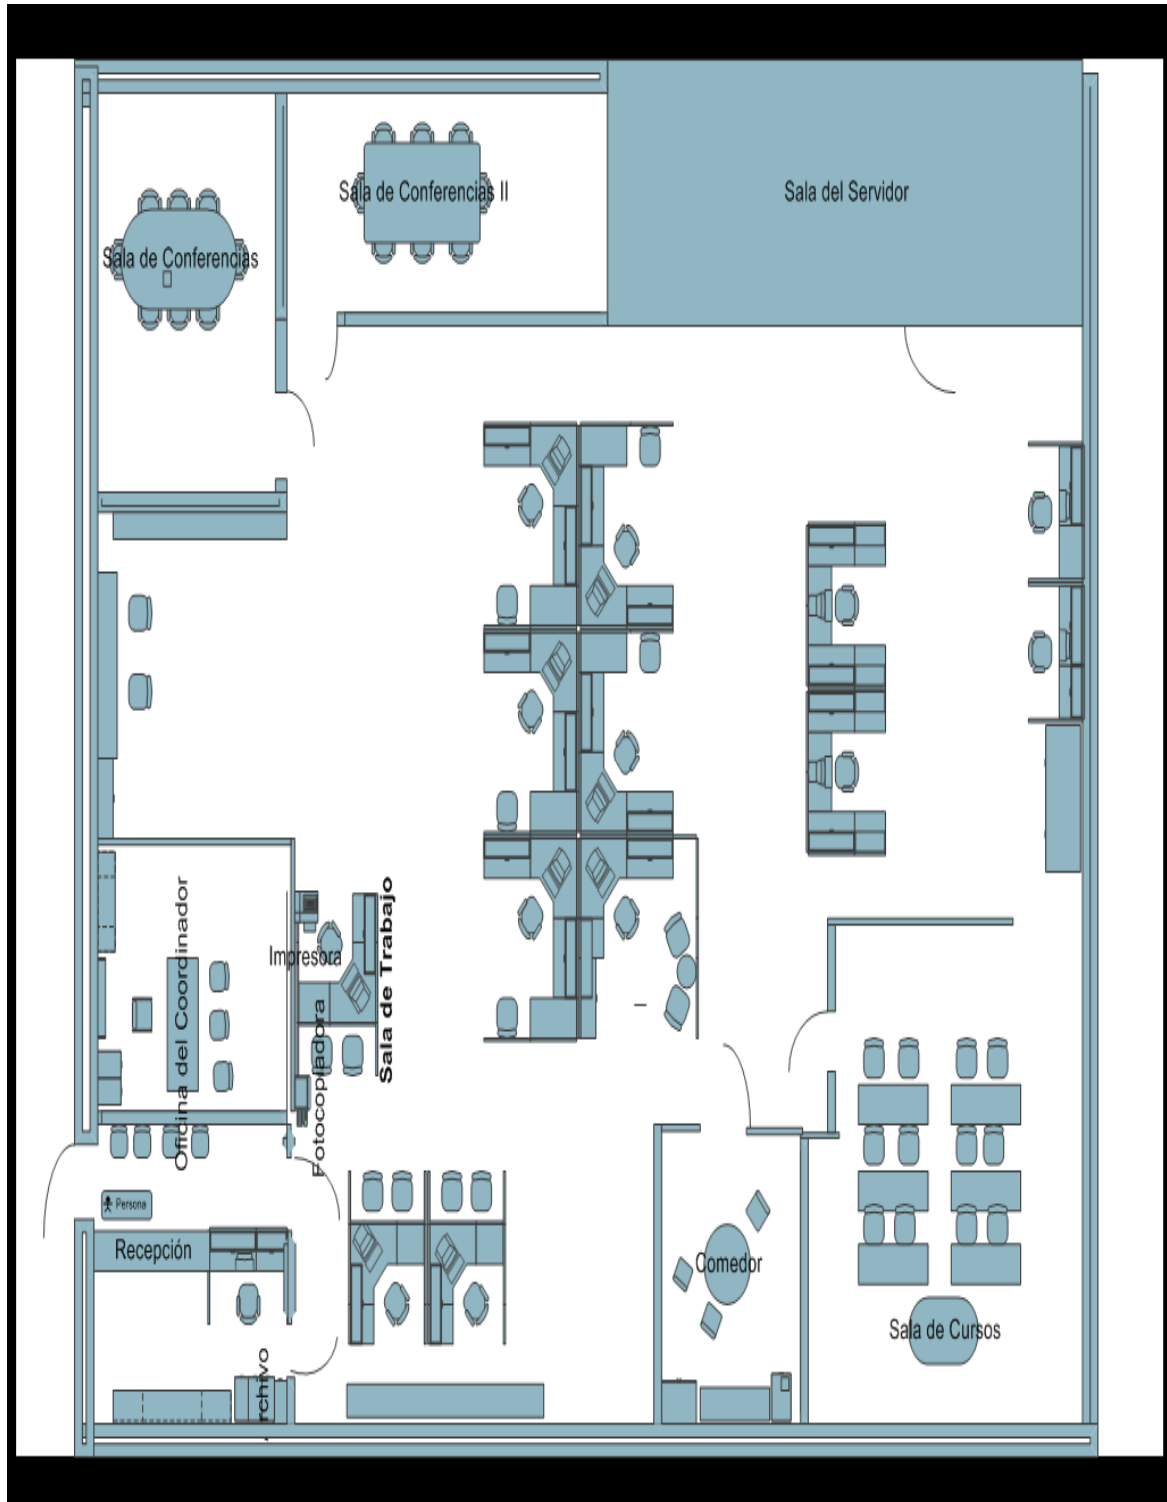 Sala de Conferencias II
Sala del Servidor
Sala de Conferencias
Oficina del Coordinador
Impresora
Sala de Trabajo
Fotocopiadora
Persona
Recepción
Comedor
Sala de Cursos
rchivo